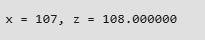 x = 107, z = 108.000000